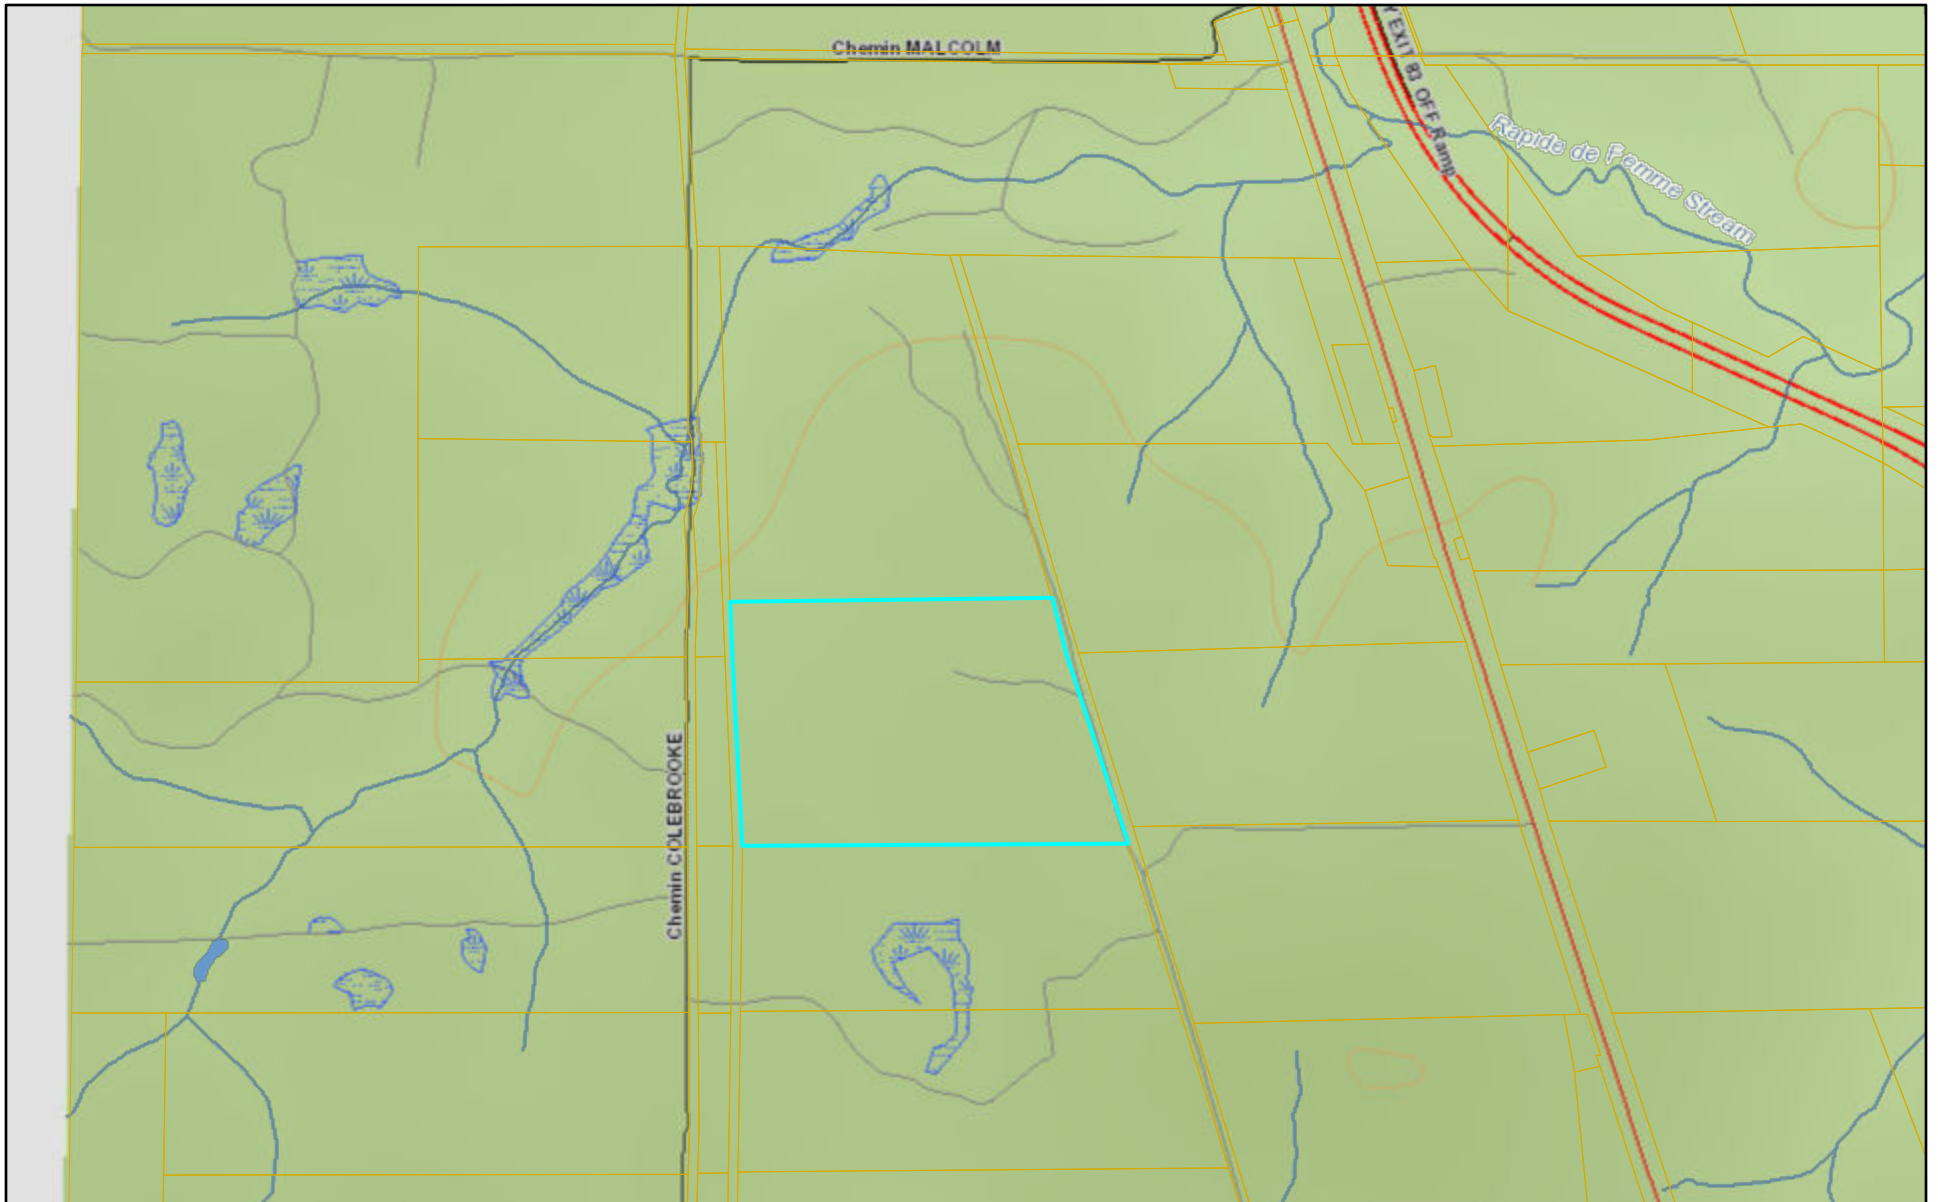 Chemin MALCOLM
Y EXIT 83 OFF Ramp
Rapide de Femme Stream
Chemin COLEBROOKE